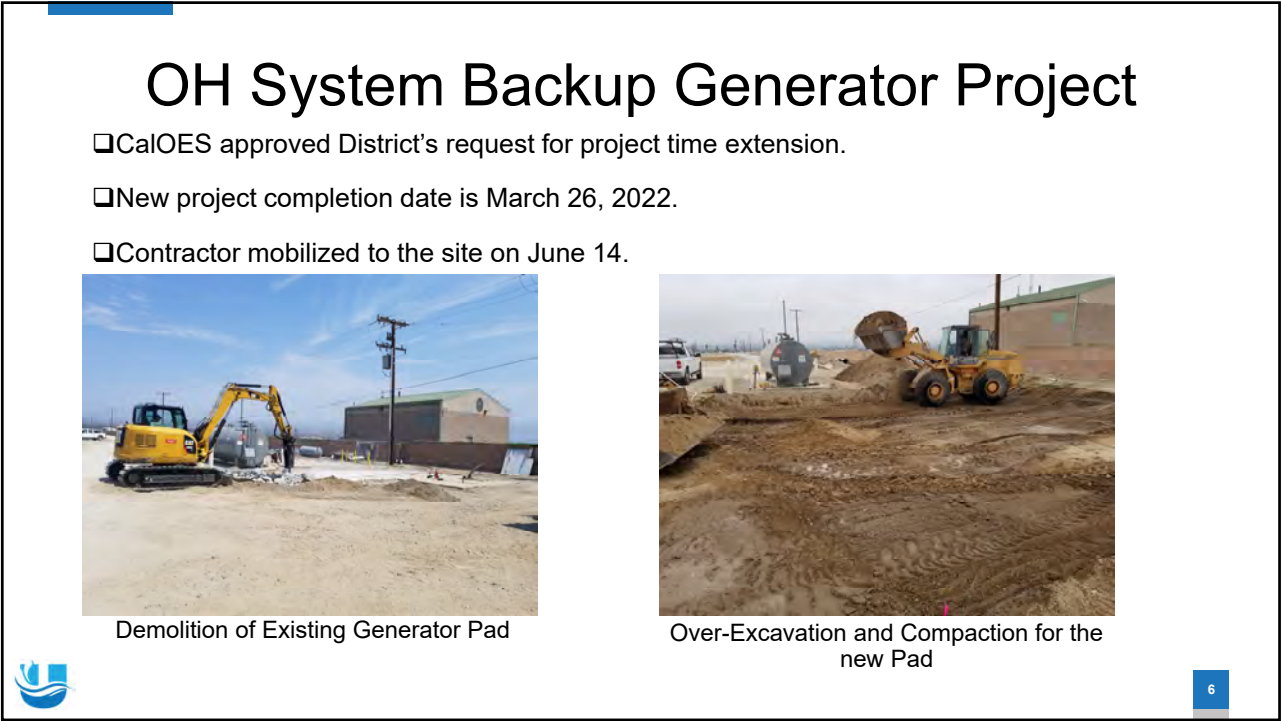 OH System Backup Generator Project
❑CalOES approved District’s request for project time extension.
❑New project completion date is March 26, 2022.
❑Contractor mobilized to the site on June 14.
Demolition of Existing Generator Pad
Over-Excavation and Compaction for the
new Pad
6